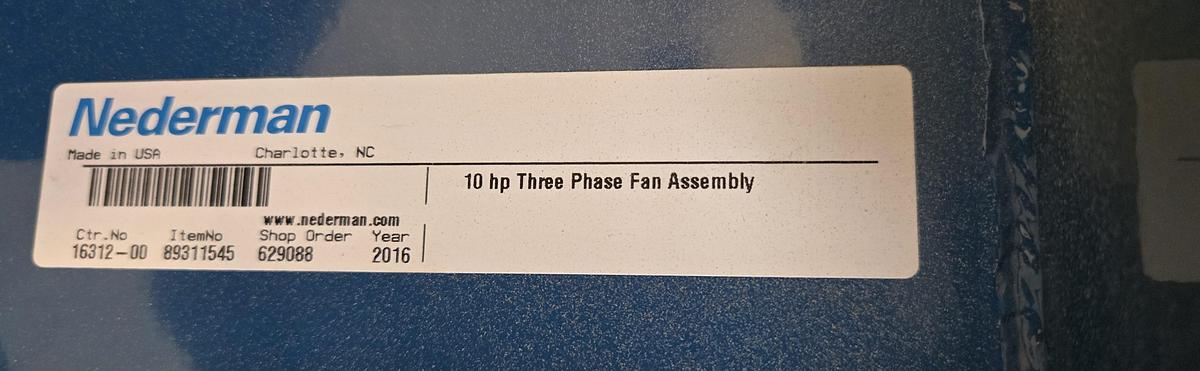 Nederman
Made in USA Charlotte, NC
10 hp Three Phase Fan Assembly
www.nederman.com
Ctr.No ItemNo Shop Order Year
16312-00 89311545 629088 2016